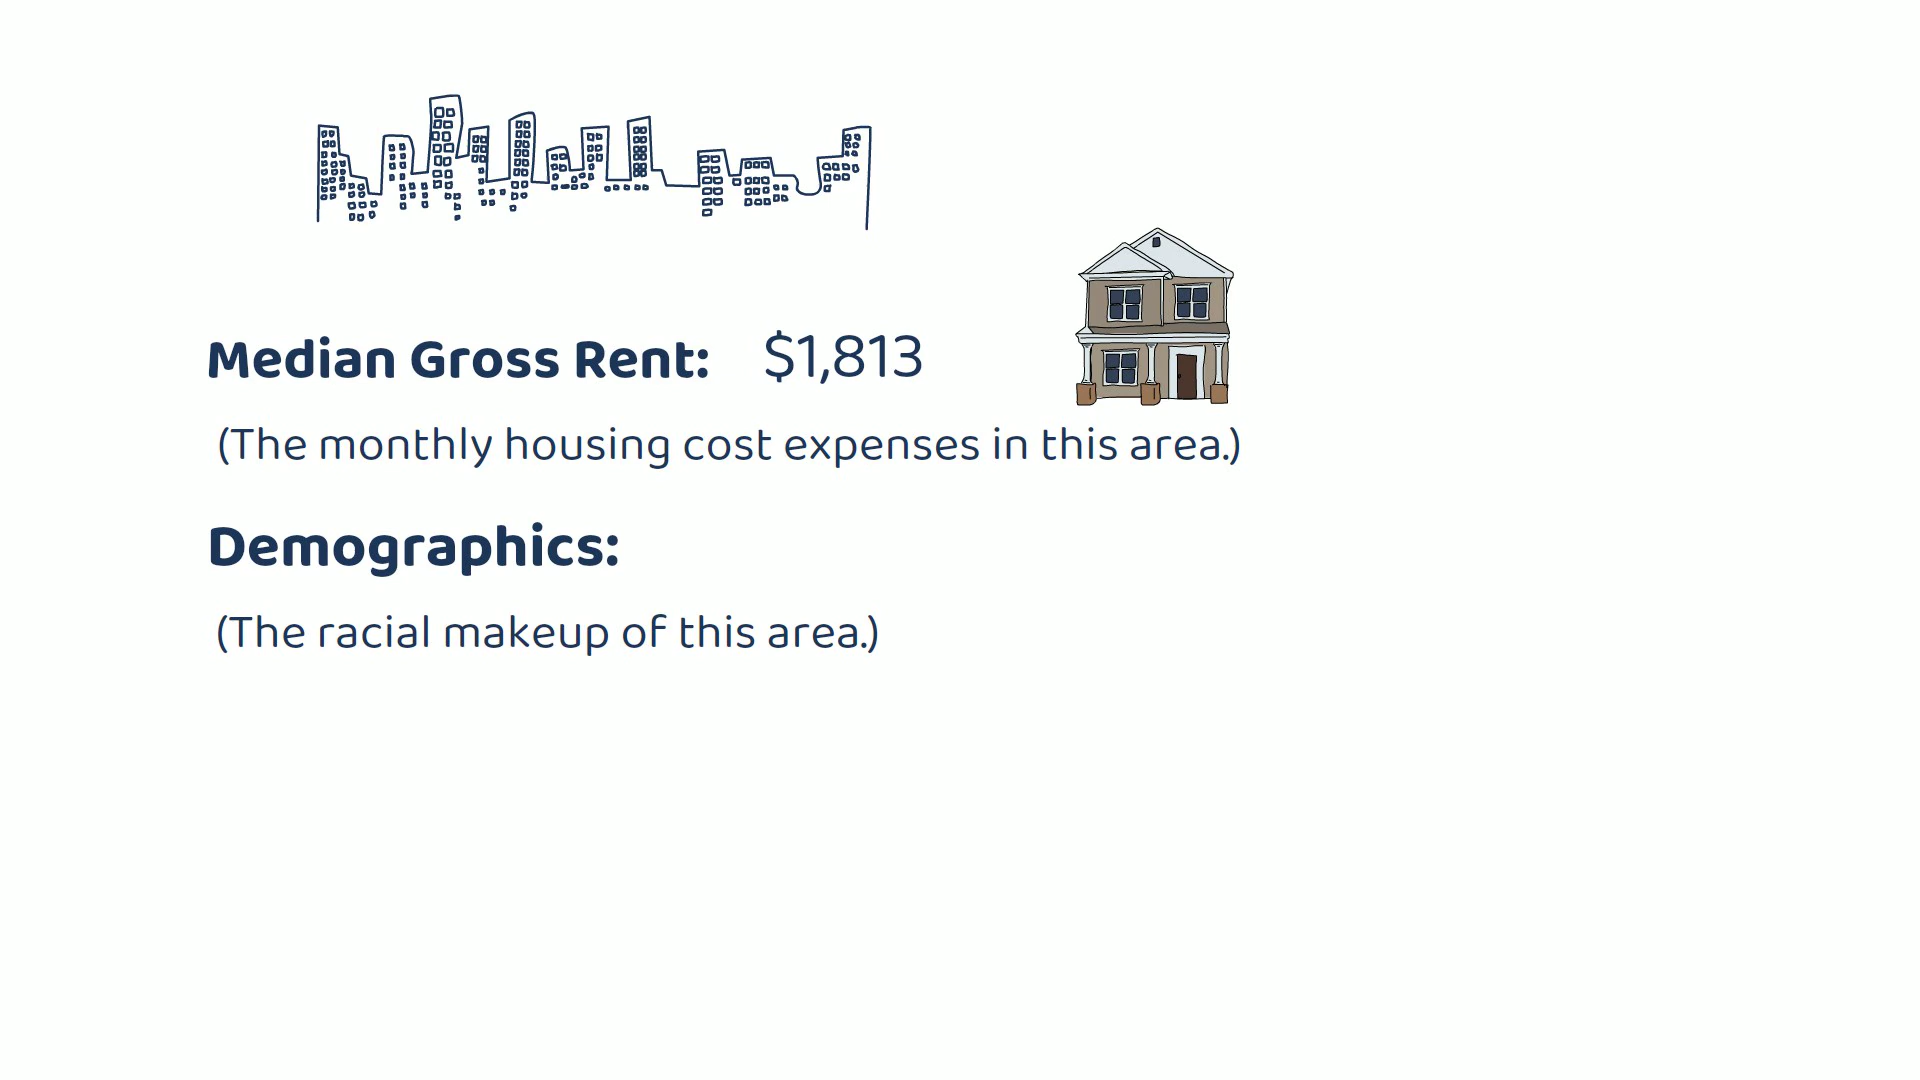 Median Gross Rent: $1,813
(The monthly housing cost expenses in this area.)
Demographics:
(The racial makeup of this area.)